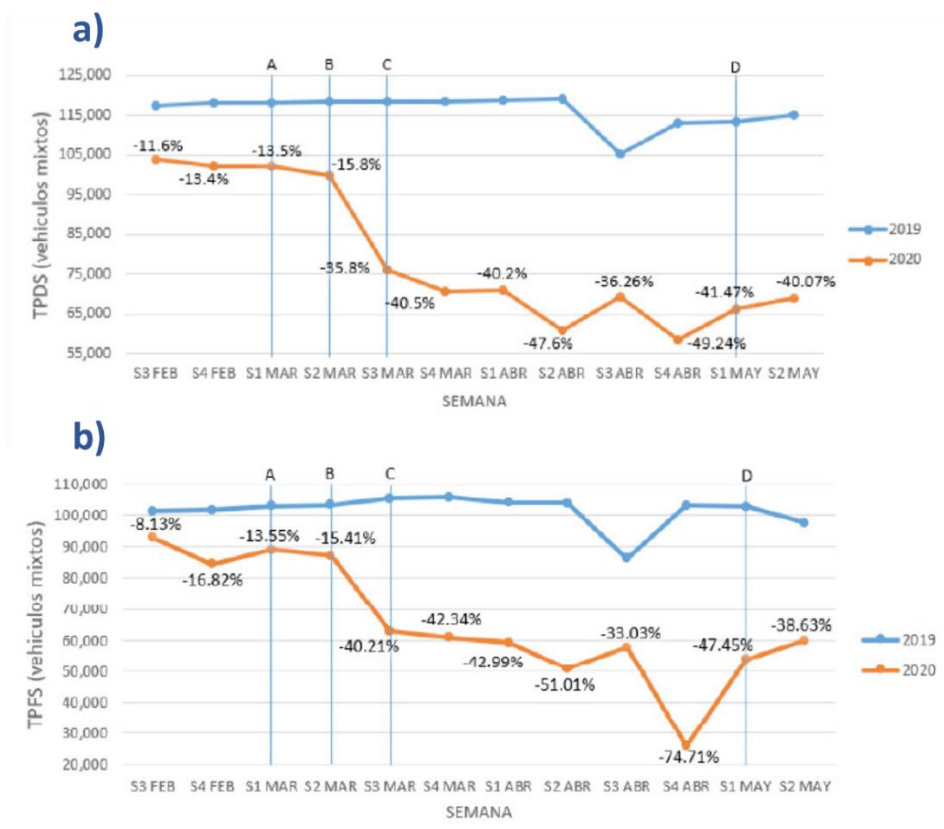 a)
A B C D
125,000
115,000
105,000
95,000
85,000
75,000
65,000
55,000
TPDS (vehiculos mixtos)
-11.6% -13.4% -13.5% -15.8% -35.8% -40.5% -40.2% -47.6% -36.26% -49.24% -41.47% -40.07%
2019
2020
S3 FEB S4 FEB S1 MAR S2 MAR S3 MAR S4 MAR S1 ABR S2 ABR S3 ABR S4 ABR S1 MAY S2 MAY
SEMANA
b)
A B C D
110,000
100,000
90,000
80,000
70,000
60,000
50,000
40,000
30,000
20,000
TPFS (vehiculos mixtos)
-8.13% -16.82% -13.55% -15.41% -40.21% -42.34% -42.99% -51.01% -33.03% -74.71% -47.45% -38.63%
2019
2020
S3 FEB S4 FEB S1 MAR S2 MAR S3 MAR S4 MAR S1 ABR S2 ABR S3 ABR S4 ABR S1 MAY S2 MAY
SEMANA